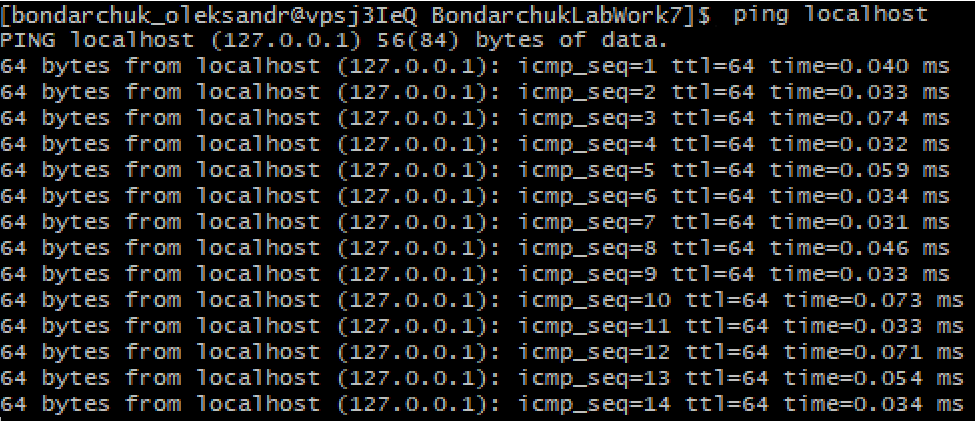 [bondarchuk_oleksandr@vpsj3IeQ BondarchukLabWork7]$  ping localhost
PING localhost (127.0.0.1) 56(84) bytes of data.
64 bytes from localhost (127.0.0.1): icmp_seq=1 ttl=64 time=0.040 ms
64 bytes from localhost (127.0.0.1): icmp_seq=2 ttl=64 time=0.033 ms
64 bytes from localhost (127.0.0.1): icmp_seq=3 ttl=64 time=0.074 ms
64 bytes from localhost (127.0.0.1): icmp_seq=4 ttl=64 time=0.032 ms
64 bytes from localhost (127.0.0.1): icmp_seq=5 ttl=64 time=0.059 ms
64 bytes from localhost (127.0.0.1): icmp_seq=6 ttl=64 time=0.034 ms
64 bytes from localhost (127.0.0.1): icmp_seq=7 ttl=64 time=0.031 ms
64 bytes from localhost (127.0.0.1): icmp_seq=8 ttl=64 time=0.046 ms
64 bytes from localhost (127.0.0.1): icmp_seq=9 ttl=64 time=0.033 ms
64 bytes from localhost (127.0.0.1): icmp_seq=10 ttl=64 time=0.073 ms
64 bytes from localhost (127.0.0.1): icmp_seq=11 ttl=64 time=0.033 ms
64 bytes from localhost (127.0.0.1): icmp_seq=12 ttl=64 time=0.071 ms
64 bytes from localhost (127.0.0.1): icmp_seq=13 ttl=64 time=0.054 ms
64 bytes from localhost (127.0.0.1): icmp_seq=14 ttl=64 time=0.034 ms